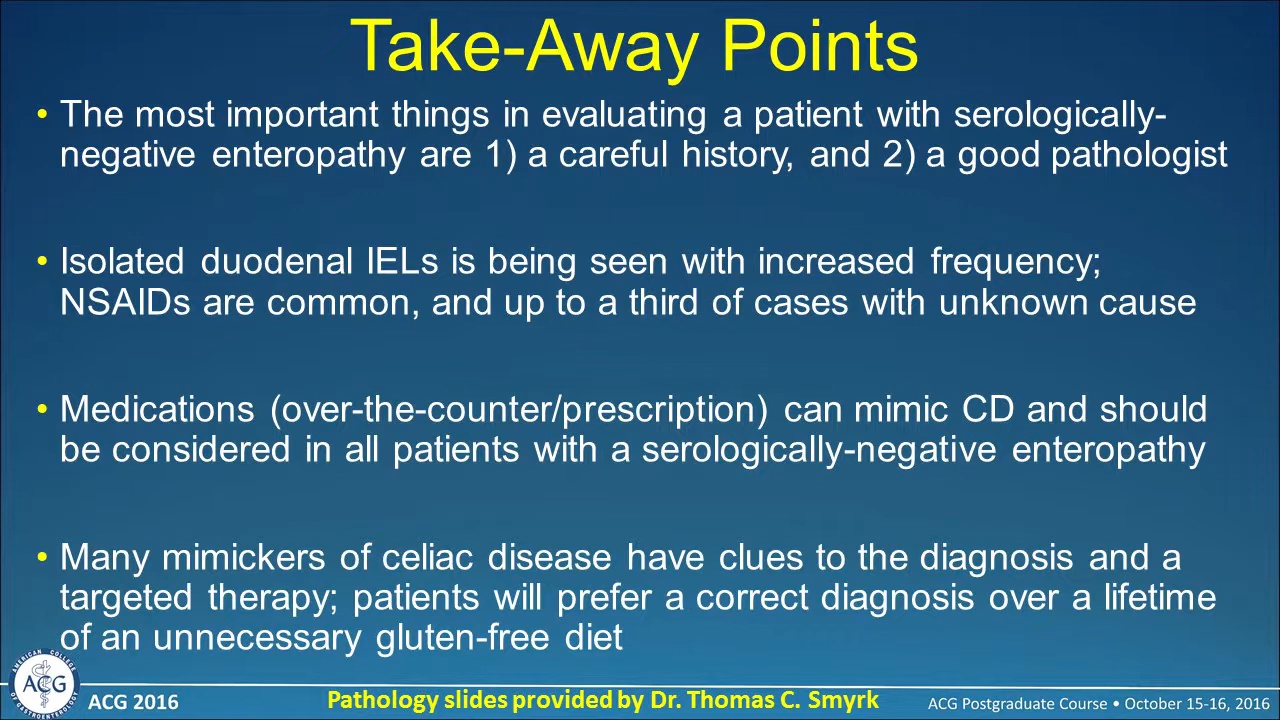 Take-Away Points
• The most important things in evaluating a patient with serologically-
negative enteropathy are 1) a careful history, and 2) a good pathologist
• Isolated duodenal IELs is being seen with increased frequency;
NSAIDs are common, and up to a third of cases with unknown cause
• Medications (over-the-counter/prescription) can mimic CD and should
be considered in all patients with a serologically-negative enteropathy
• Many mimickers of celiac disease have clues to the diagnosis and a
targeted therapy; patients will prefer a correct diagnosis over a lifetime
of an unnecessary gluten-free diet
AMERICAN COLLEGE
OF GASTROENTEROLOGY
ACG
ACG 2016
Pathology slides provided by Dr. Thomas C. Smyrk
ACG Postgraduate Course • October 15-16, 2016